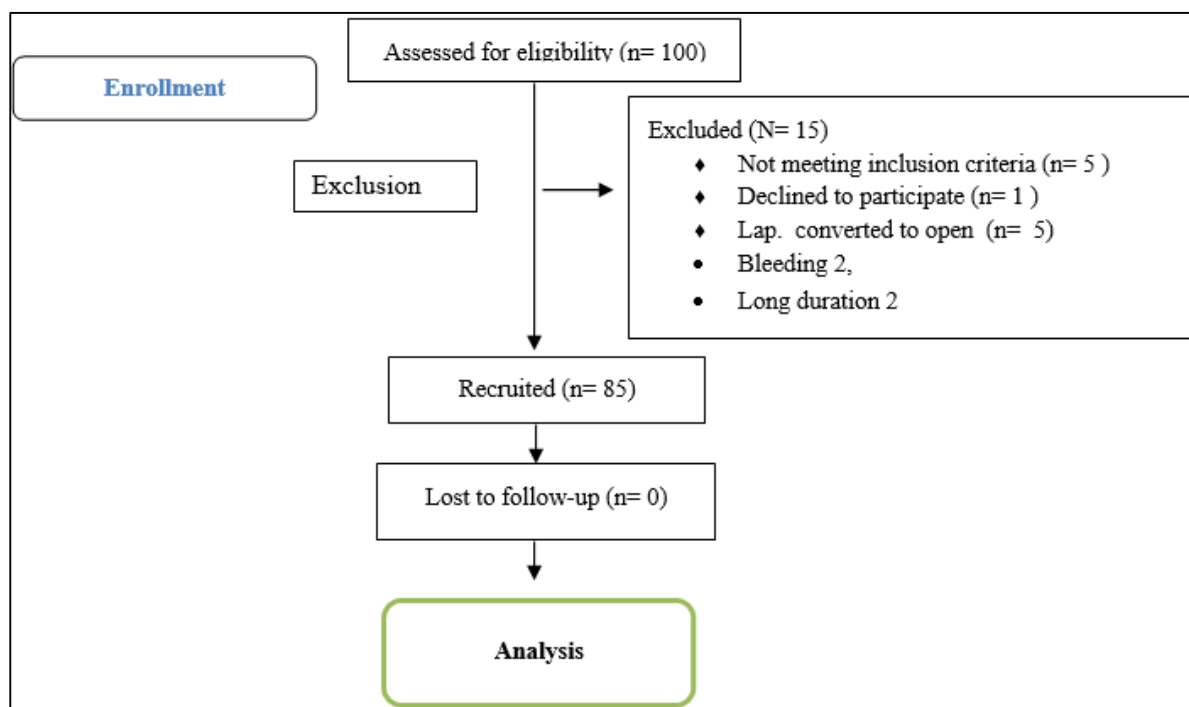 Assessed for eligibility (n= 100)
Enrollment
Excluded (N= 15)
♦ Not meeting inclusion criteria (n= 5 )
♦ Declined to participate (n= 1 )
♦ Lap. converted to open (n= 5)
• Bleeding 2,
• Long duration 2
Exclusion
Recruited (n= 85)
Lost to follow-up (n= 0)
Analysis